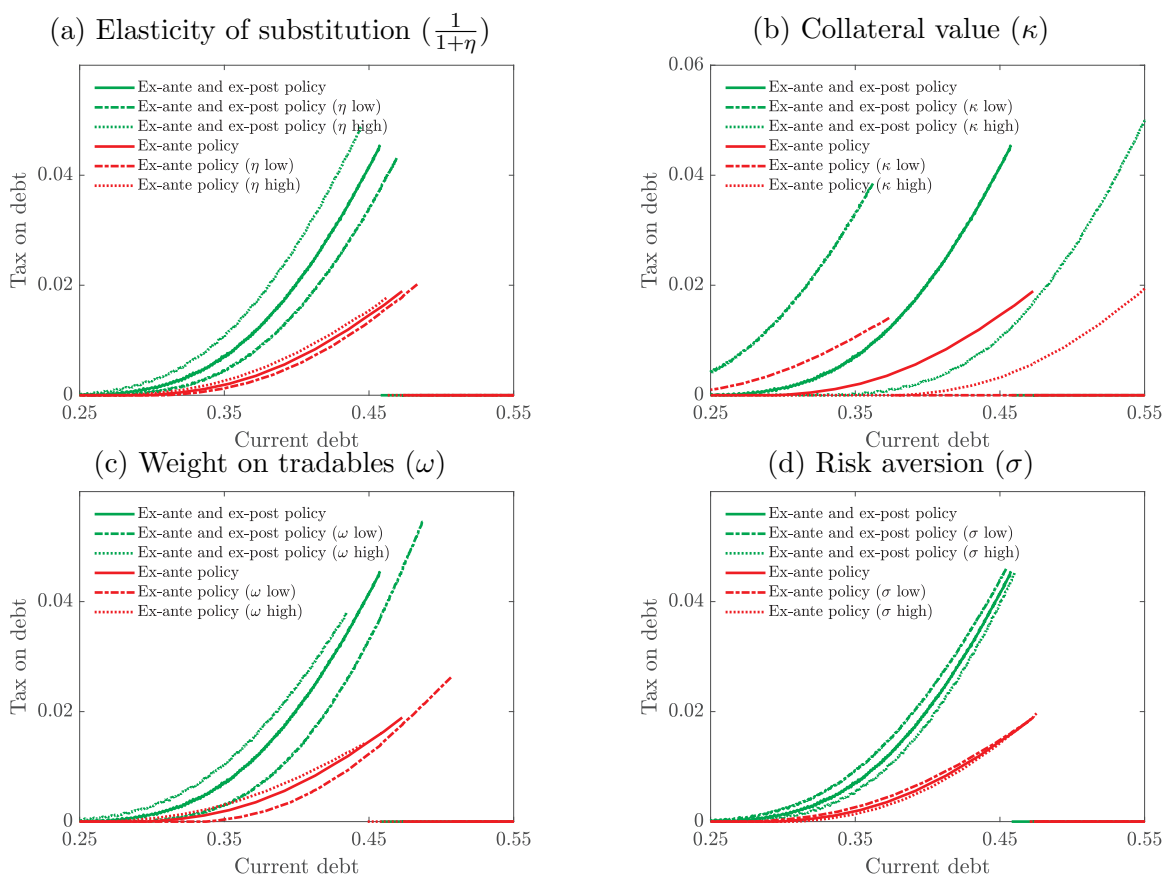 (a) Elasticity of substitution (1/(1+η))
Ex-ante and ex-post policy
Ex-ante and ex-post policy (η low)
Ex-ante and ex-post policy (η high)
Ex-ante policy
Ex-ante policy (η low)
Ex-ante policy (η high)
0.04
0.02
0
Tax on debt
0.25
0.35
0.45
0.55
Current debt
(b) Collateral value (κ)
Ex-ante and ex-post policy
Ex-ante and ex-post policy (κ low)
Ex-ante and ex-post policy (κ high)
Ex-ante policy
Ex-ante policy (κ low)
Ex-ante policy (κ high)
0.06
0.04
0.02
0
Tax on debt
0.25
0.35
0.45
0.55
Current debt
(c) Weight on tradables (ω)
Ex-ante and ex-post policy
Ex-ante and ex-post policy (ω low)
Ex-ante and ex-post policy (ω high)
Ex-ante policy
Ex-ante policy (ω low)
Ex-ante policy (ω high)
0.04
0.02
0
Tax on debt
0.25
0.35
0.45
0.55
Current debt
(d) Risk aversion (σ)
Ex-ante and ex-post policy
Ex-ante and ex-post policy (σ low)
Ex-ante and ex-post policy (σ high)
Ex-ante policy
Ex-ante policy (σ low)
Ex-ante policy (σ high)
0.04
0.02
0
Tax on debt
0.25
0.35
0.45
0.55
Current debt